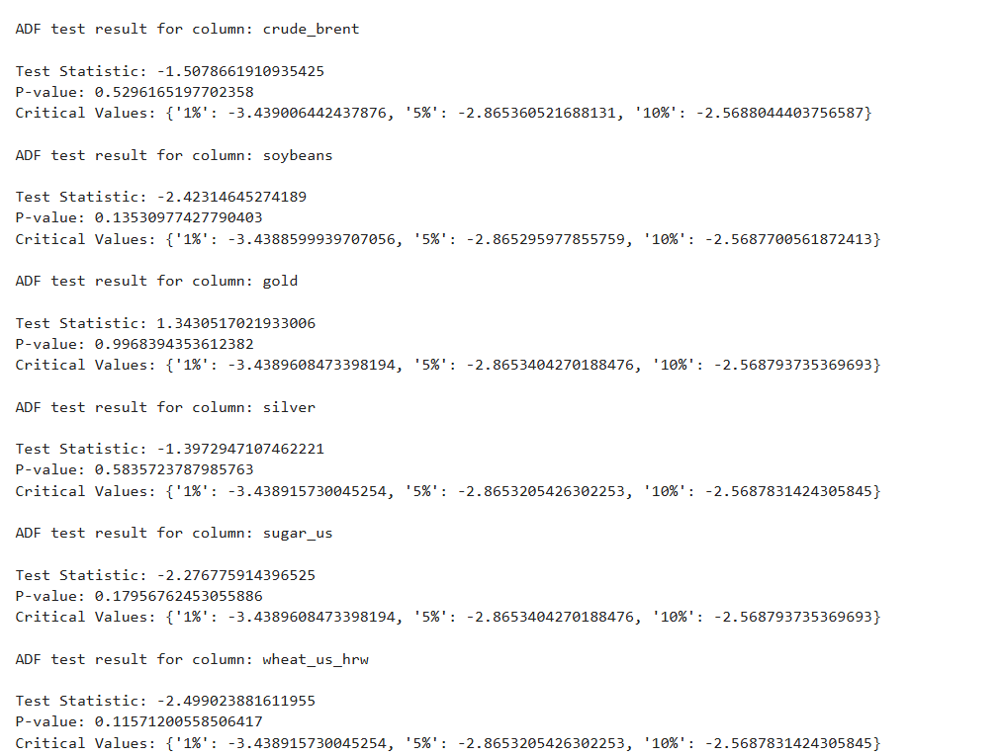 ADF test result for column: crude_brent
Test Statistic: -1.5078661910935425
P-value: 0.5296165197702358
Critical Values: {'1%': -3.439006442437876, '5%': -2.865360521688131, '10%': -2.5688044403756587}
ADF test result for column: soybeans
Test Statistic: -2.42314645274189
P-value: 0.13530977427790403
Critical Values: {'1%': -3.4388599939707056, '5%': -2.865295977855759, '10%': -2.5687700561872413}
ADF test result for column: gold
Test Statistic: 1.3430517021933006
P-value: 0.9968394353612382
Critical Values: {'1%': -3.4389608473398194, '5%': -2.8653404270188476, '10%': -2.568793735369693}
ADF test result for column: silver
Test Statistic: -1.3972947107462221
P-value: 0.5835723787985763
Critical Values: {'1%': -3.438915730045254, '5%': -2.8653205426302253, '10%': -2.5687831424305845}
ADF test result for column: sugar_us
Test Statistic: -2.276775914396525
P-value: 0.17956762453055886
Critical Values: {'1%': -3.4389608473398194, '5%': -2.8653404270188476, '10%': -2.568793735369693}
ADF test result for column: wheat_us_hrw
Test Statistic: -2.499023881611955
P-value: 0.11571200558506417
Critical Values: {'1%': -3.438915730045254, '5%': -2.8653205426302253, '10%': -2.5687831424305845}